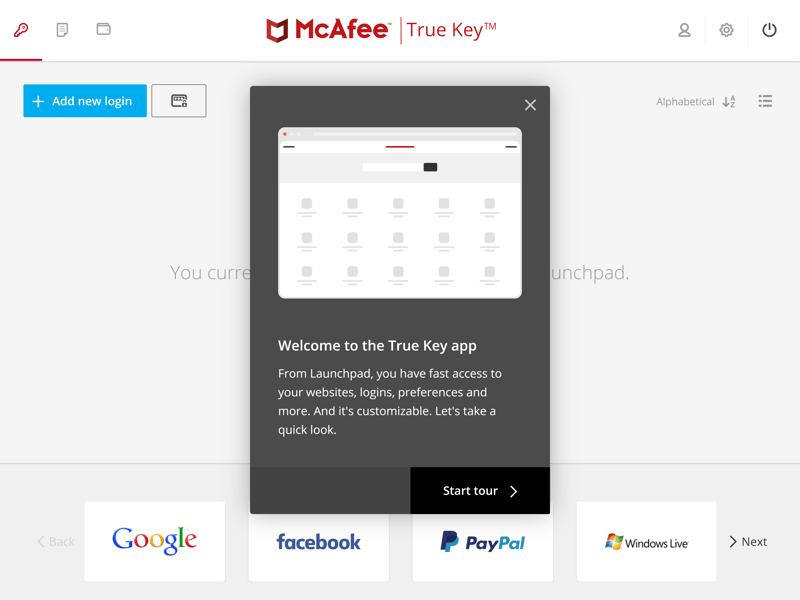 McAfee™ | True Key™
+ Add new login
Alphabetical
You curre
unchpad.
Welcome to the True Key app
From Launchpad, you have fast access to
your websites, logins, preferences and
more. And it's customizable. Let's take a
quick look.
Start tour
Back
Google
facebook
PayPal
Windows Live
Next